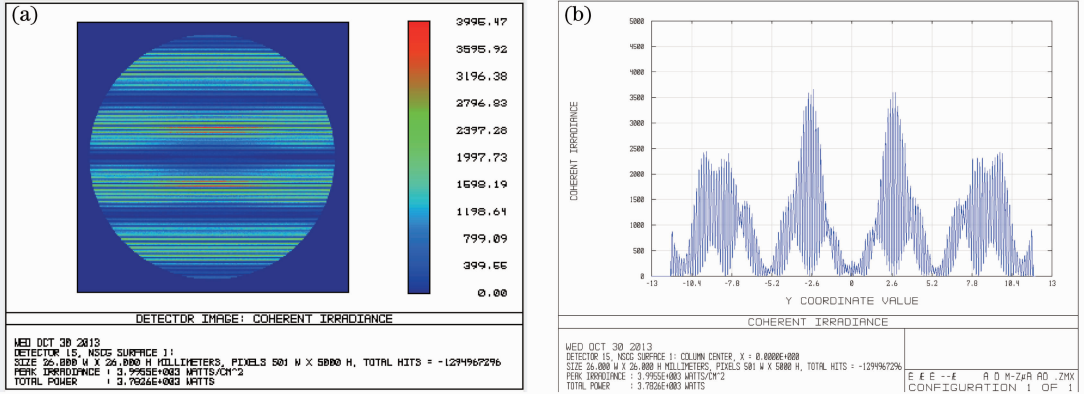 (a)
3995.47
3595.92
3196.38
2796.83
2397.28
1997.73
1598.19
1198.64
799.09
399.55
0.00
DETECTOR IMAGE: COHERENT IRRADIANCE
WED OCT 30 2013
DETECTOR 15, NSCG SURFACE 1:
SIZE 26.000 W X 26.000 H MILLIMETERS, PIXELS 501 W X 5000 H, TOTAL HITS = -1294967296
PEAK IRRADIANCE : 3.9955E+003 WATTS/CM^2
TOTAL POWER : 3.7826E+003 WATTS
(b)
5000
4500
4000
3500
3000
2500
2000
1500
1000
500
0
COHERENT IRRADIANCE
-13 -10.4 -7.8 -5.2 -2.6 0 2.6 5.2 7.8 10.4 13
Y COORDINATE VALUE
COHERENT IRRADIANCE
WED OCT 30 2013
DETECTOR 15, NSCG SURFACE 1: COLUMN CENTER, X = 0.0000E+000
SIZE 26.000 W X 26.000 H MILLIMETERS, PIXELS 501 W X 5000 H, TOTAL HITS = -1294967296
PEAK IRRADIANCE : 3.9955E+003 WATTS/CM^2
TOTAL POWER : 3.7826E+003 WATTS
.ZMX
CONFIGURATION 1 OF 1